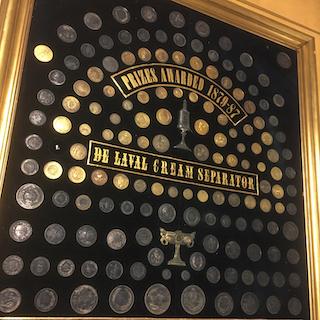 PRIZES AWARDED 1879-87
DE LAVAL CREAM SEPARATOR